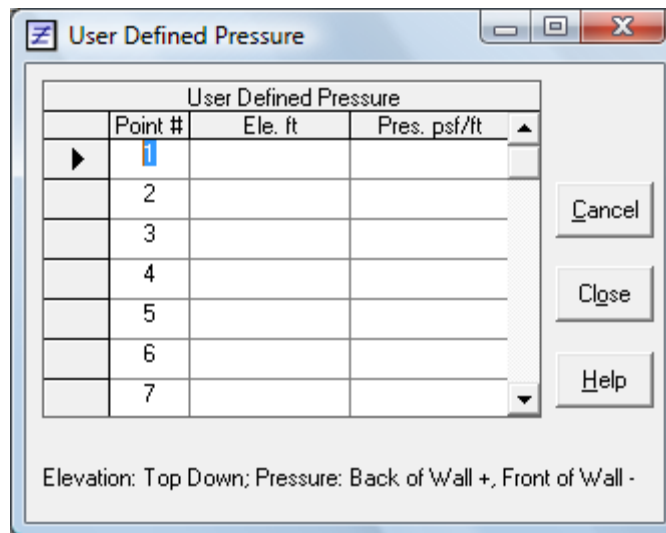 User Defined Pressure
User Defined Pressure
Point # Ele. ft Pres. psf/ft
1
2
3
4
5
6
7
Cancel
Close
Help
Elevation: Top Down; Pressure: Back of Wall +, Front of Wall -